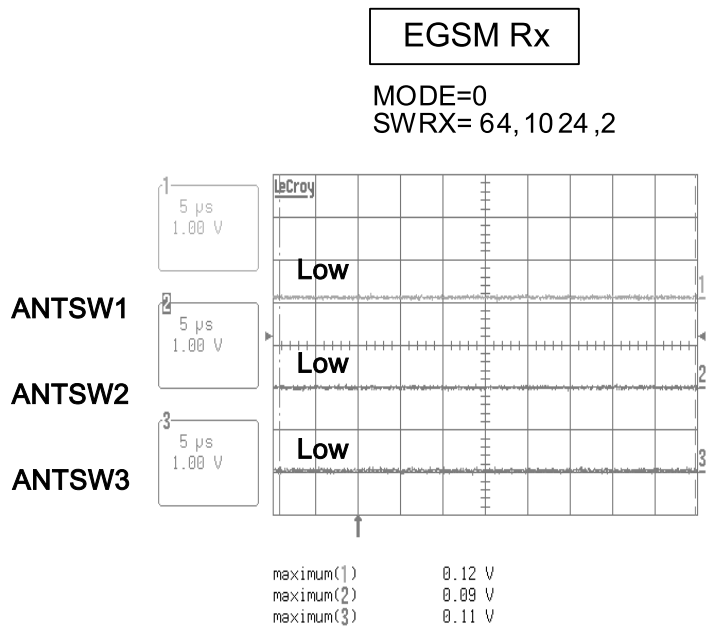 EGSM Rx
MODE=0
SWRX= 64,1024,2
LeCroy
1
5 µs
1.00 V
Low
1
ANTSW1
2
5 µs
1.00 V
Low
2
ANTSW2
3
5 µs
1.00 V
Low
3
ANTSW3
maximum(1) 0.12 V
maximum(2) 0.09 V
maximum(3) 0.11 V